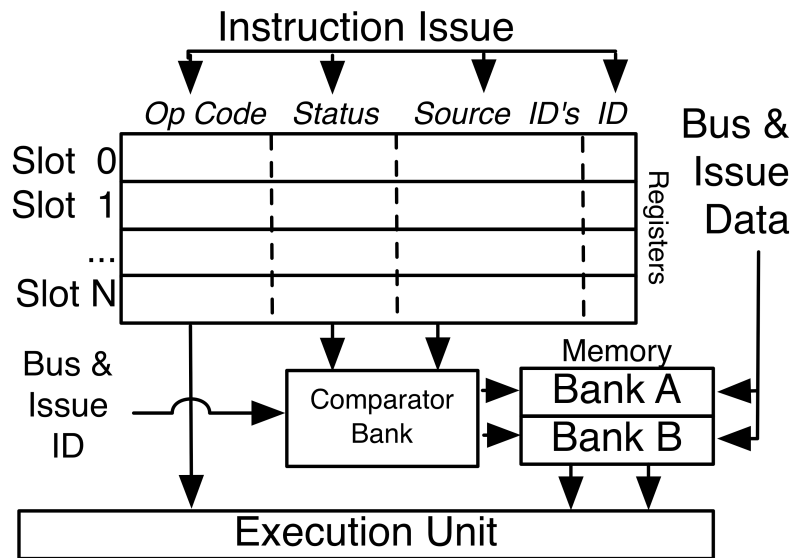 Instruction Issue
Op Code Status Source ID's ID
Slot 0
Slot 1
...
Slot N
Registers
Bus &
Issue
Data
Bus &
Issue
ID
Comparator
Bank
Memory
Bank A
Bank B
Execution Unit